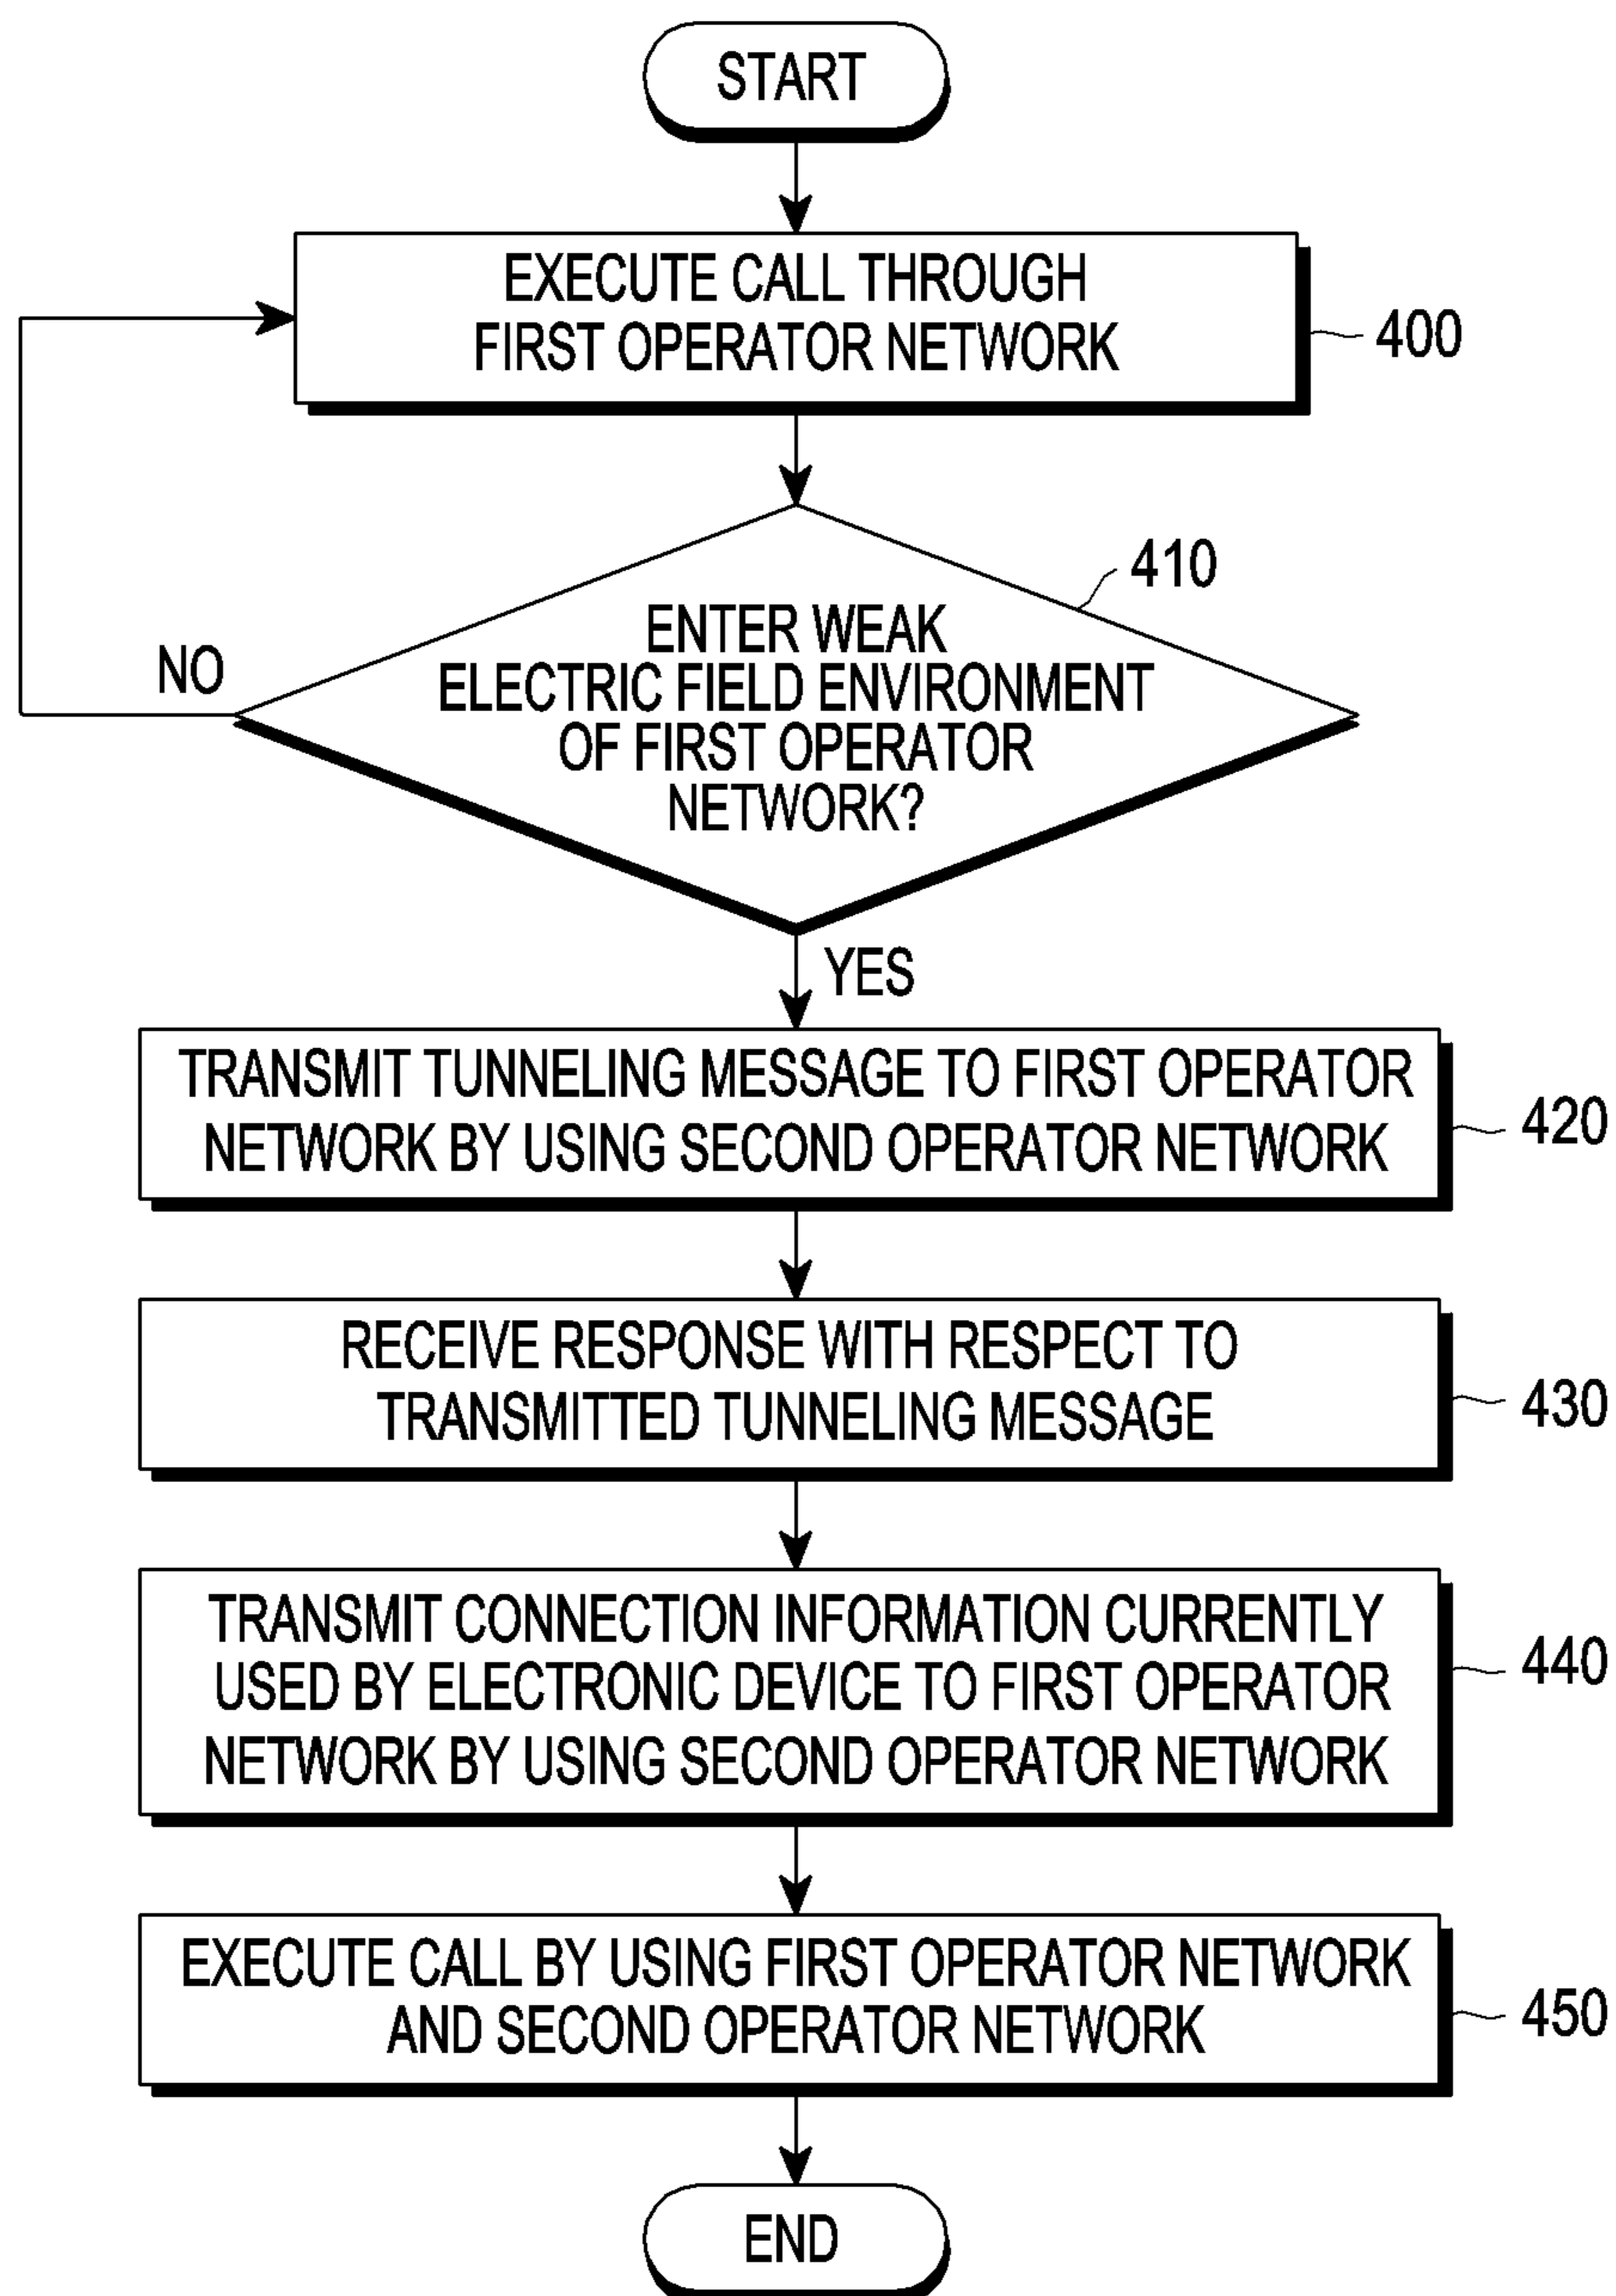 START
EXECUTE CALL THROUGH
FIRST OPERATOR NETWORK
400
410
ENTER WEAK
ELECTRIC FIELD ENVIRONMENT
OF FIRST OPERATOR
NETWORK?
NO
YES
TRANSMIT TUNNELING MESSAGE TO FIRST OPERATOR
NETWORK BY USING SECOND OPERATOR NETWORK
420
RECEIVE RESPONSE WITH RESPECT TO
TRANSMITTED TUNNELING MESSAGE
430
TRANSMIT CONNECTION INFORMATION CURRENTLY
USED BY ELECTRONIC DEVICE TO FIRST OPERATOR
NETWORK BY USING SECOND OPERATOR NETWORK
440
EXECUTE CALL BY USING FIRST OPERATOR NETWORK
AND SECOND OPERATOR NETWORK
450
END